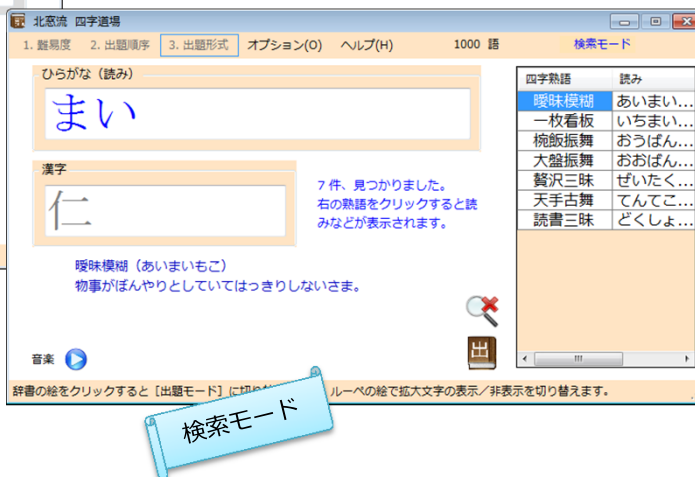 北窓流 四字道場
1. 難易度 2. 出題順序 3. 出題形式 オプション(O) ヘルプ(H) 1000 語 検索モード
ひらがな（読み）
まい
漢字
仁
7 件、見つかりました。
右の熟語をクリックすると読
みなどが表示されます。
曖昧模糊（あいまいもこ）
物事がぼんやりとしていてはっきりしないさま。
四字熟語 読み
曖昧模糊 あいまい...
一枚看板 いちまい...
椀飯振舞 おうばん...
大盤振舞 おおばん...
贅沢三昧 ぜいたく...
天手古舞 てんてこ...
読書三昧 どくしょ...
出
音楽
辞書の絵をクリックすると［出題モード］に切り ルーペの絵で拡大文字の表示／非表示を切り替えます。
検索モード